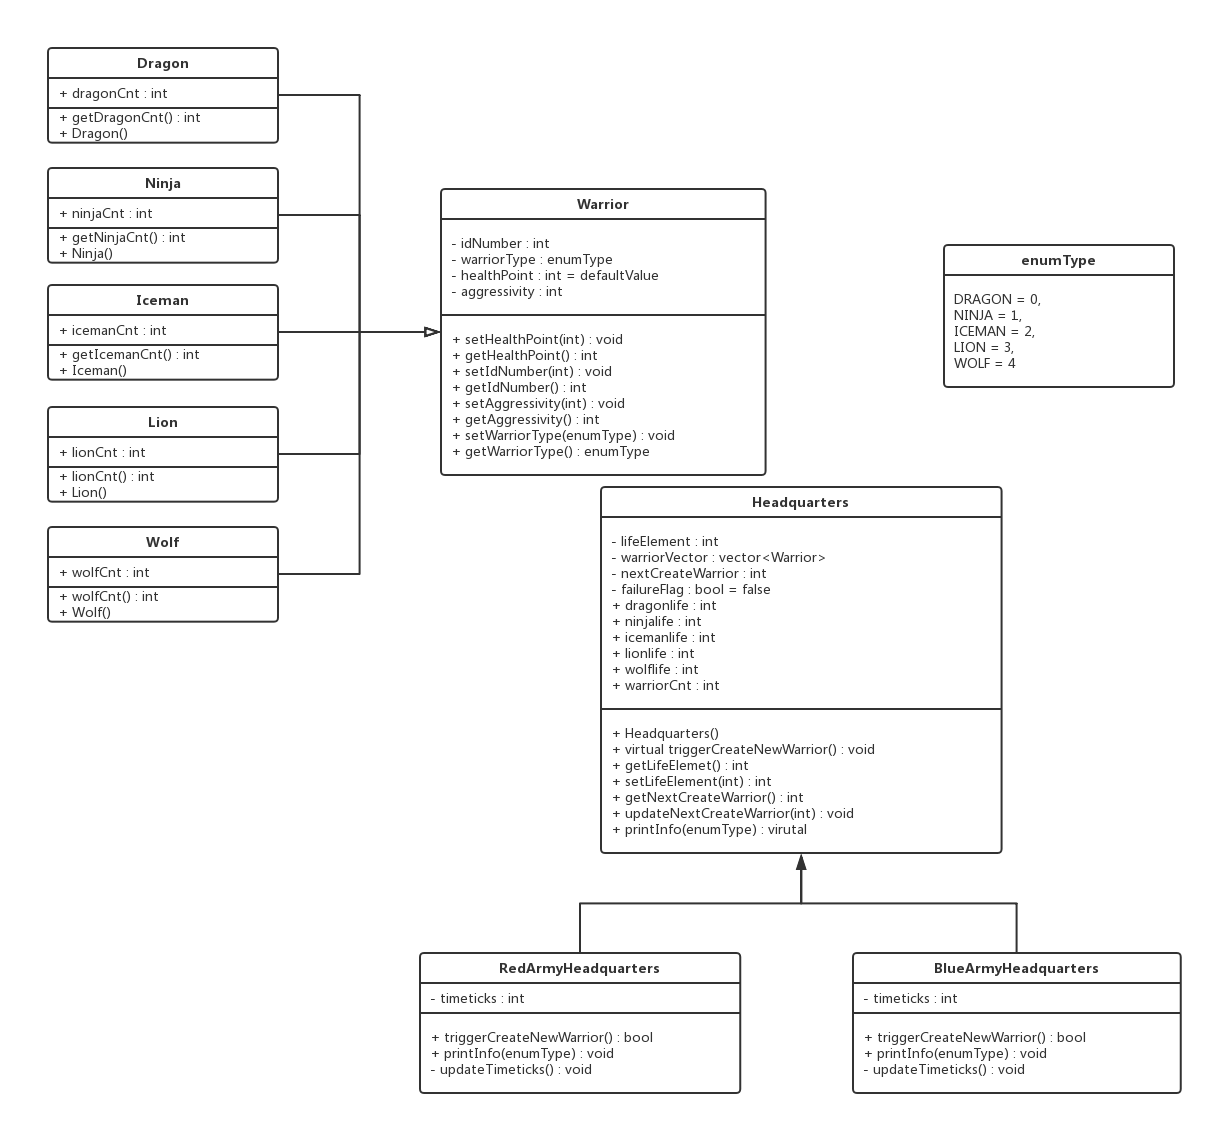 Dragon
+ dragonCnt : int
+ getDragonCnt() : int
+ Dragon()
Ninja
+ ninjaCnt : int
+ getNinjaCnt() : int
+ Ninja()
Iceman
+ icemanCnt : int
+ getIcemanCnt() : int
+ Iceman()
Lion
+ lionCnt : int
+ lionCnt() : int
+ Lion()
Wolf
+ wolfCnt : int
+ wolfCnt() : int
+ Wolf()
Warrior
- idNumber : int
- warriorType : enumType
- healthPoint : int = defaultValue
- aggressivity : int
+ setHealthPoint(int) : void
+ getHealthPoint() : int
+ setIdNumber(int) : void
+ getIdNumber() : int
+ setAggressivity(int) : void
+ getAggressivity() : int
+ setWarriorType(enumType) : void
+ getWarriorType() : enumType
enumType
DRAGON = 0,
NINJA = 1,
ICEMAN = 2,
LION = 3,
WOLF = 4
Headquarters
- lifeElement : int
- warriorVector : vector<Warrior>
- nextCreateWarrior : int
- failureFlag : bool = false
+ dragonlife : int
+ ninjalife : int
+ icemanlife : int
+ lionlife : int
+ wolflife : int
+ warriorCnt : int
+ Headquarters()
+ virtual triggerCreateNewWarrior() : void
+ getLifeElemet() : int
+ setLifeElement(int) : int
+ getNextCreateWarrior() : int
+ updateNextCreateWarrior(int) : void
+ printInfo(enumType) : virutal
RedArmyHeadquarters
- timeticks : int
+ triggerCreateNewWarrior() : bool
+ printInfo(enumType) : void
- updateTimeticks() : void
BlueArmyHeadquarters
- timeticks : int
+ triggerCreateNewWarrior() : bool
+ printInfo(enumType) : void
- updateTimeticks() : void